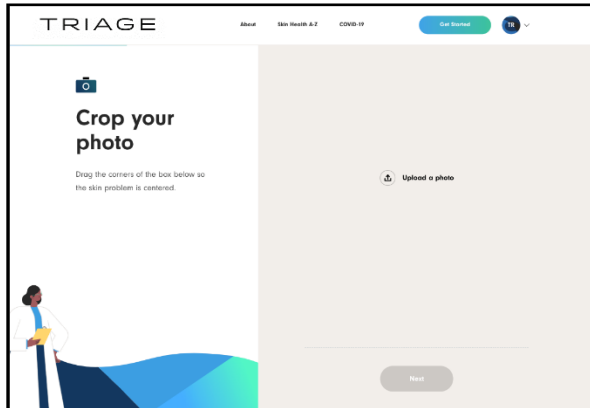 TRIAGE
About
Skin Health A-Z
COVID-19
Get Started
TR
Crop your
photo
Drag the corners of the box below so
the skin problem is centered.
Upload a photo
Next